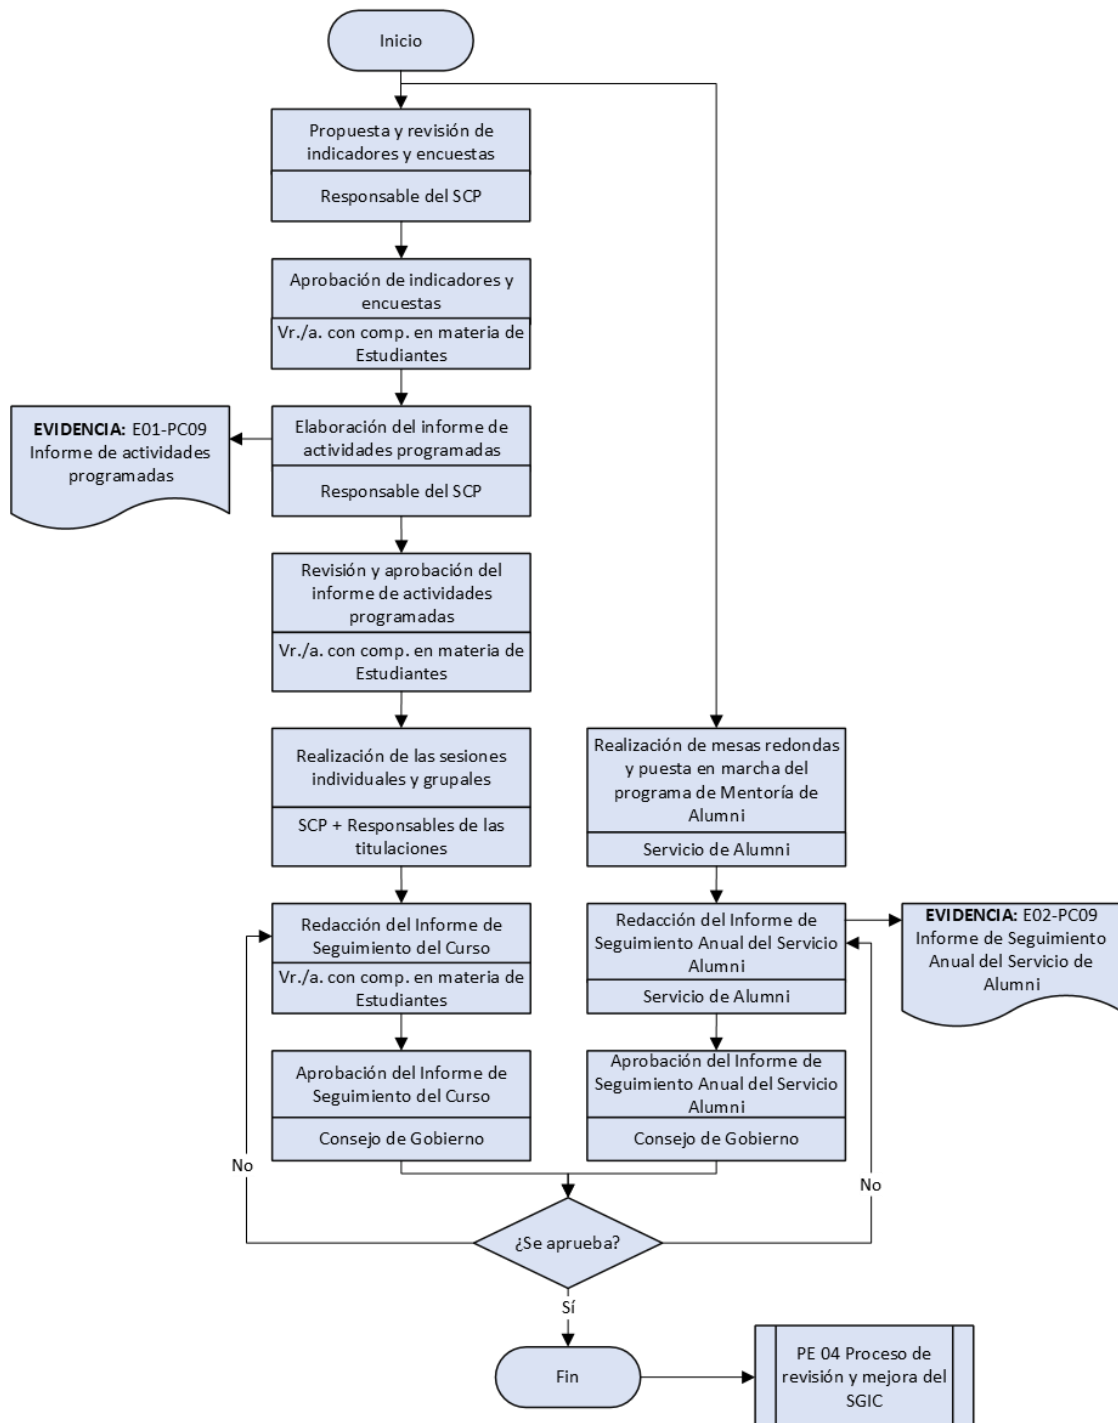 Inicio
Propuesta y revisión de
indicadores y encuestas
Responsable del SCP
Aprobación de indicadores y
encuestas
Vr./a. con comp. en materia de
Estudiantes
EVIDENCIA: E01-PC09
Informe de actividades
programadas
Elaboración del informe de
actividades programadas
Responsable del SCP
Revisión y aprobación del
informe de actividades
programadas
Vr./a. con comp. en materia de
Estudiantes
Realización de las sesiones
individuales y grupales
SCP + Responsables de las
titulaciones
Realización de mesas redondas
y puesta en marcha del
programa de Mentoría de
Alumni
Servicio de Alumni
Redacción del Informe de
Seguimiento del Curso
Vr./a. con comp. en materia de
Estudiantes
Redacción del Informe de
Seguimiento Anual del Servicio
Alumni
Servicio de Alumni
EVIDENCIA: E02-PC09
Informe de Seguimiento
Anual del Servicio de
Alumni
Aprobación del Informe de
Seguimiento del Curso
Consejo de Gobierno
Aprobación del Informe de
Seguimiento Anual del Servicio
Alumni
Consejo de Gobierno
No
No
¿Se aprueba?
Sí
Fin
PE 04 Proceso de
revisión y mejora del
SGIC